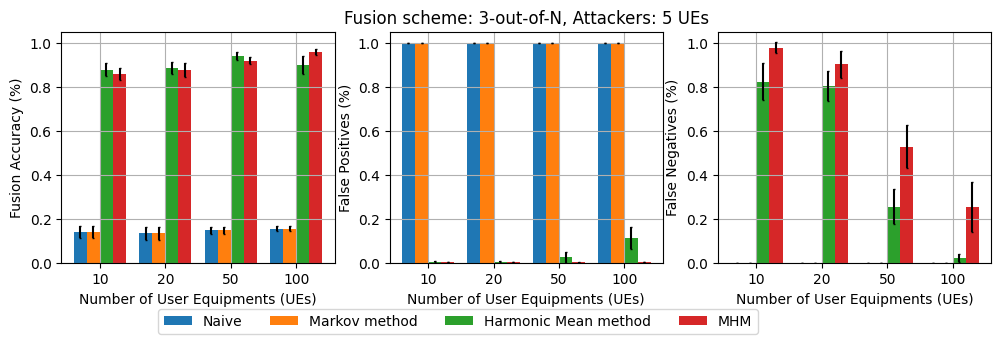 Fusion scheme: 3-out-of-N, Attackers: 5 UEs
Fusion Accuracy (%)
1.0
0.8
0.6
0.4
0.2
0.0
10 20 50 100
Number of User Equipments (UEs)
False Positives (%)
1.0
0.8
0.6
0.4
0.2
0.0
10 20 50 100
Number of User Equipments (UEs)
False Negatives (%)
1.0
0.8
0.6
0.4
0.2
0.0
10 20 50 100
Number of User Equipments (UEs)
Naive Markov method Harmonic Mean method MHM